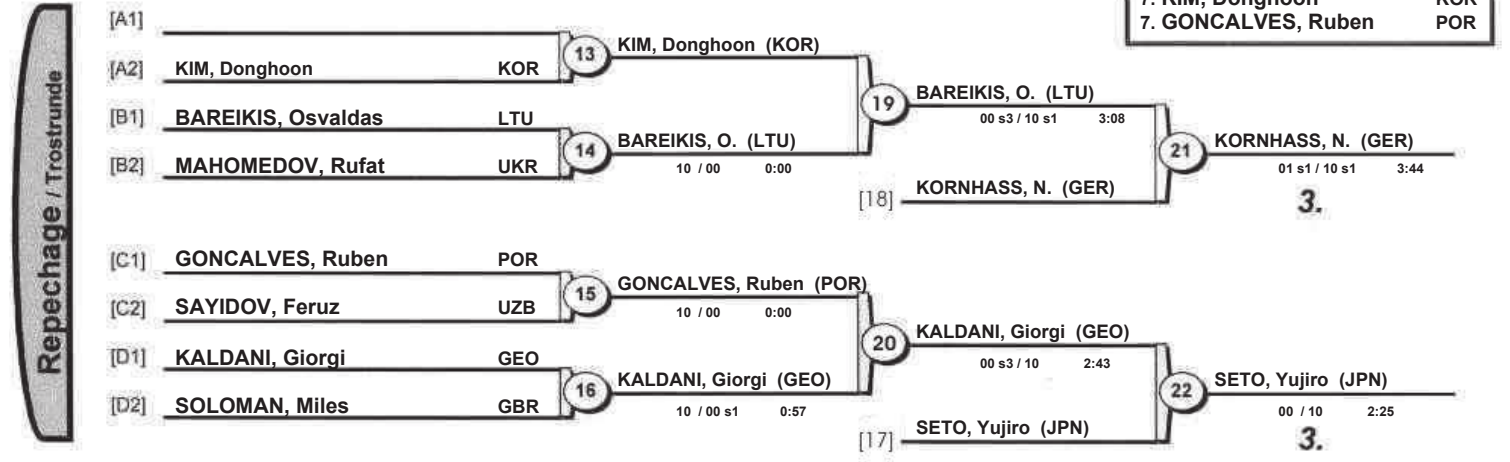 Repechage / Trostrunde
7. KIM, Donghoon KOR
7. GONCALVES, Ruben POR
[A1]
[A2] KIM, Donghoon KOR
13 KIM, Donghoon (KOR)
[B1] BAREIKIS, Osvaldas LTU
[B2] MAHOMEDOV, Rufat UKR
14 BAREIKIS, O. (LTU)
10 / 00 0:00
19 BAREIKIS, O. (LTU)
00 s3 / 10 s1 3:08
[18] KORNHASS, N. (GER)
21 KORNHASS, N. (GER)
01 s1 / 10 s1 3:44
3.
[C1] GONCALVES, Ruben POR
[C2] SAYIDOV, Feruz UZB
15 GONCALVES, Ruben (POR)
10 / 00 0:00
[D1] KALDANI, Giorgi GEO
[D2] SOLOMAN, Miles GBR
16 KALDANI, Giorgi (GEO)
10 / 00 s1 0:57
20 KALDANI, Giorgi (GEO)
00 s3 / 10 2:43
[17] SETO, Yujiro (JPN)
22 SETO, Yujiro (JPN)
00 / 10 2:25
3.